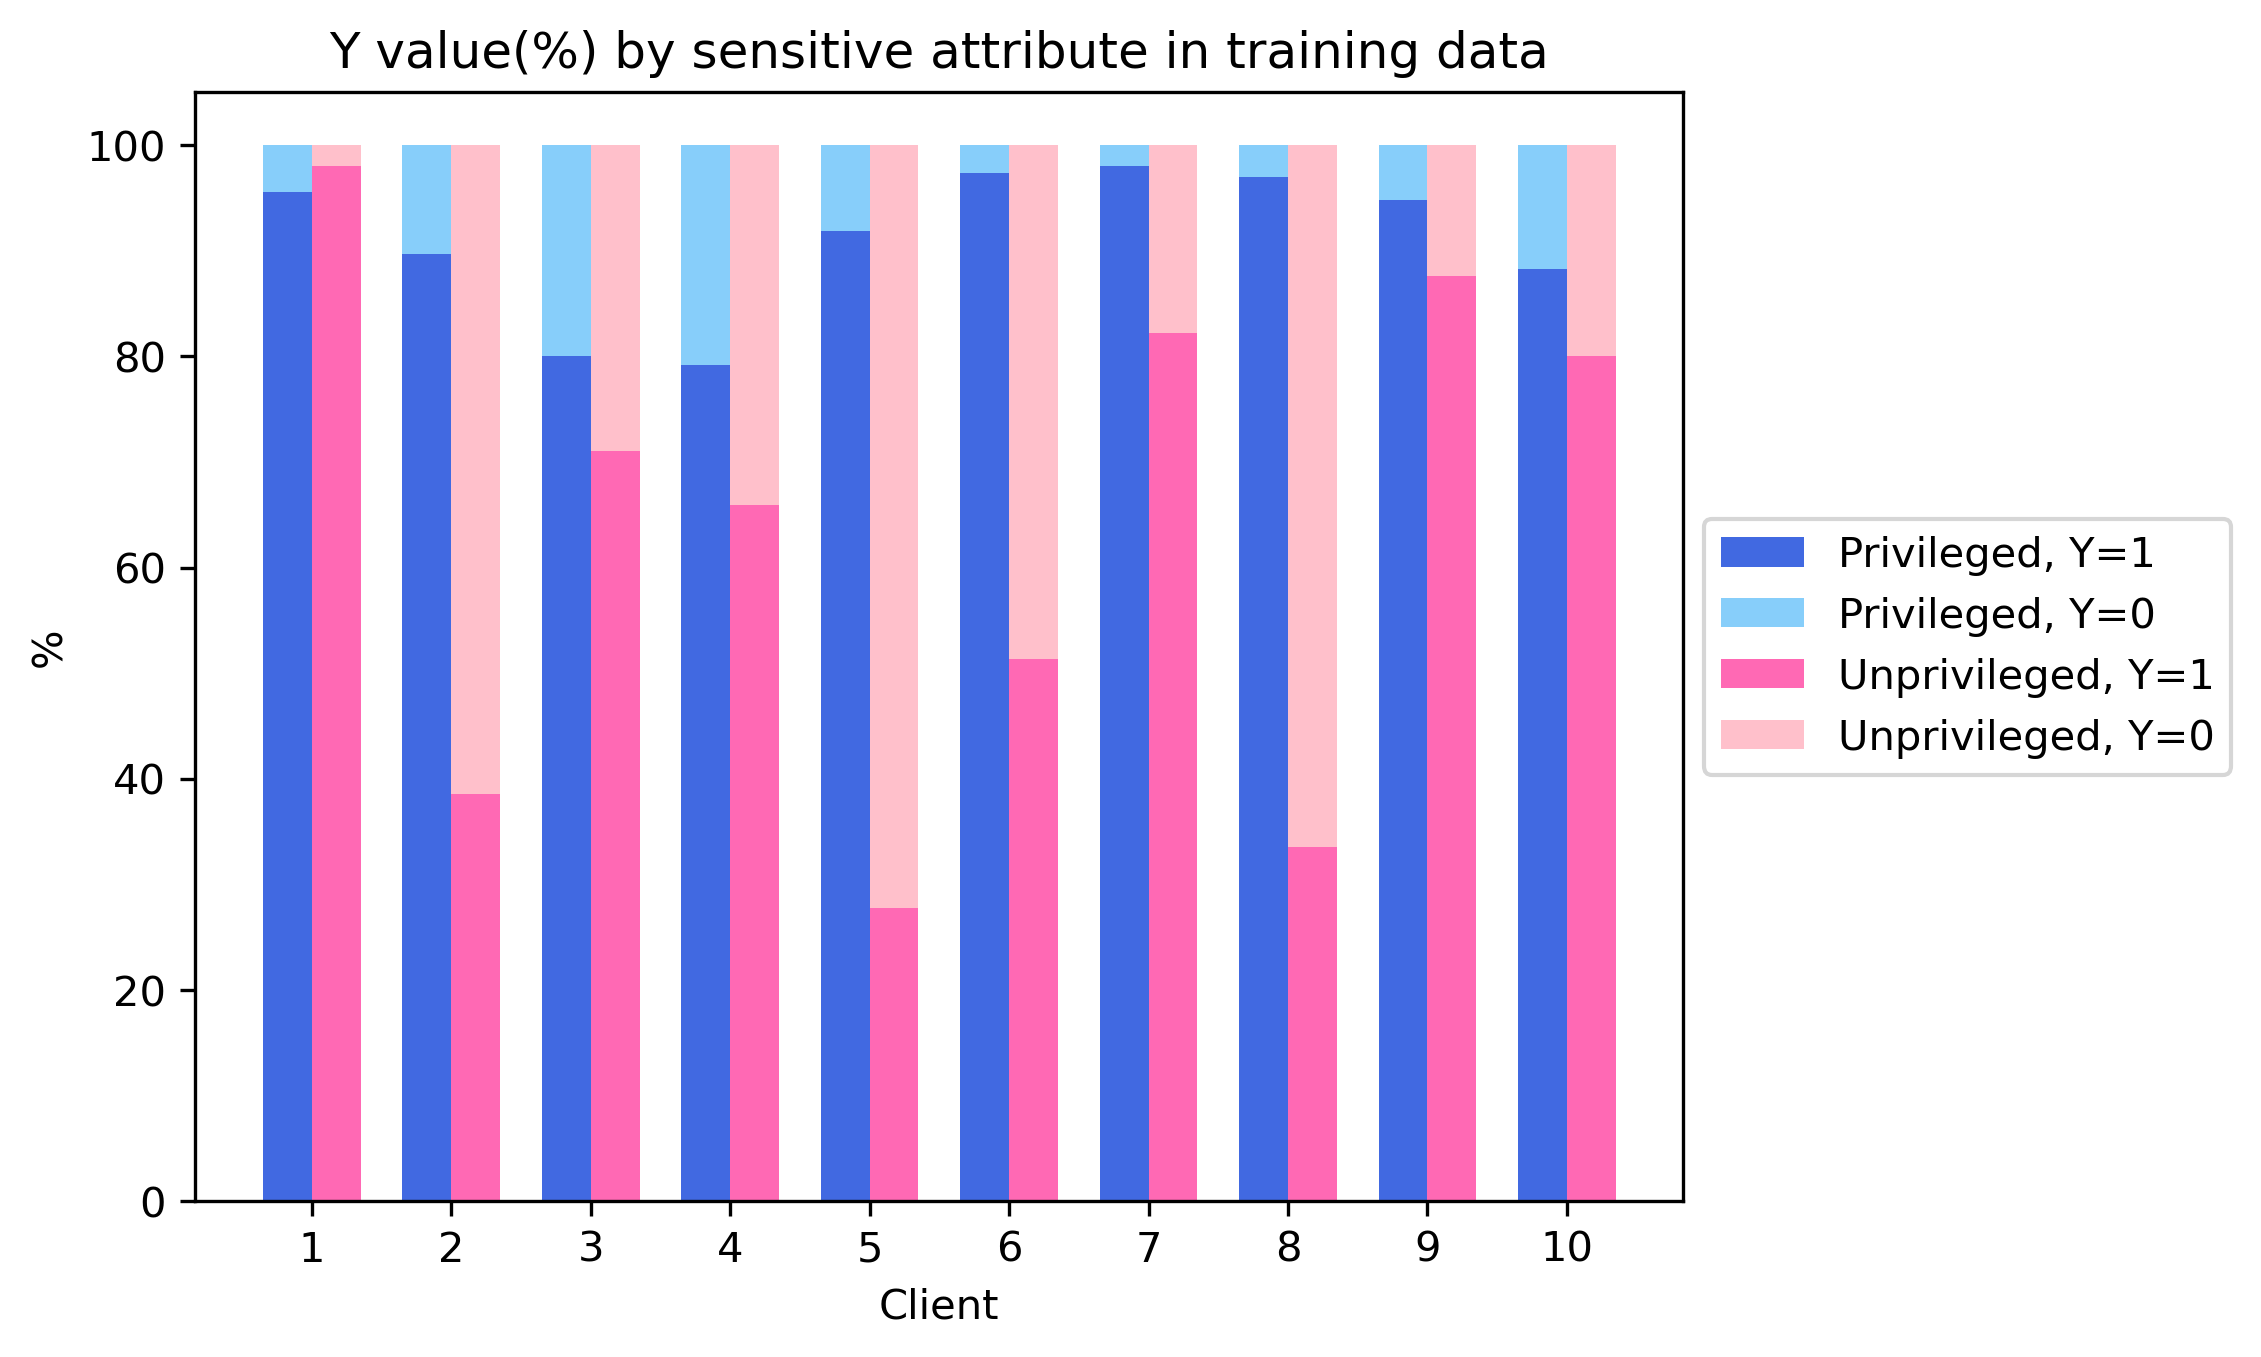 Y value(%) by sensitive attribute in training data
100
80
60
40
20
0
%
1 2 3 4 5 6 7 8 9 10
Client
Privileged, Y=1
Privileged, Y=0
Unprivileged, Y=1
Unprivileged, Y=0